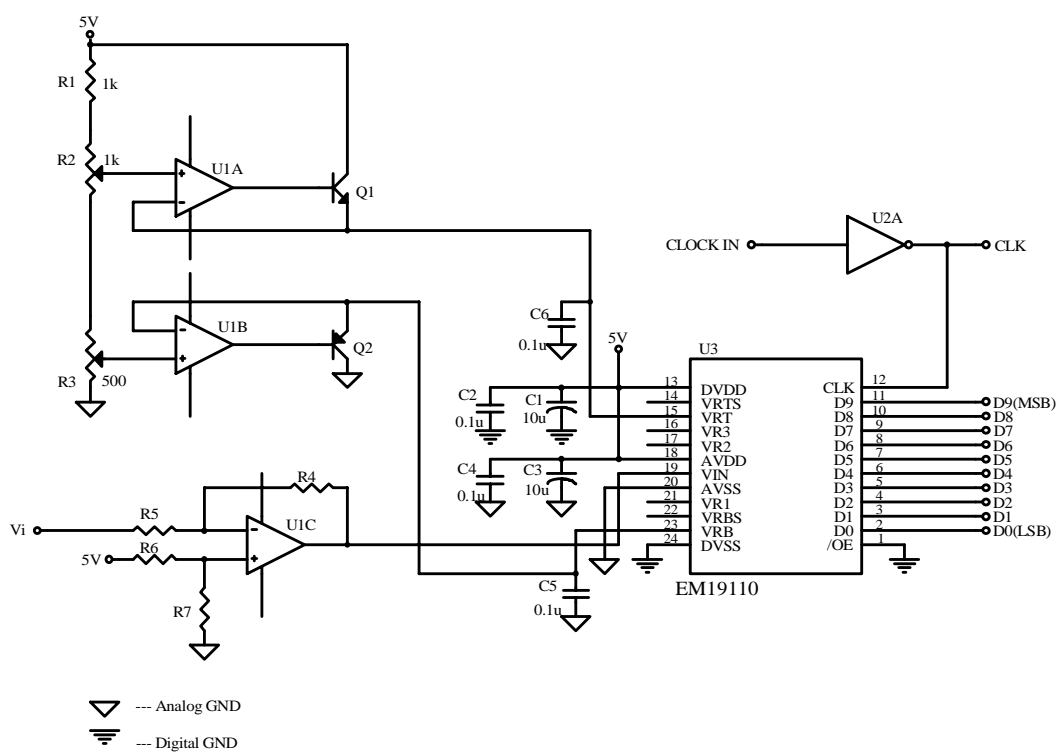 5V
R1
1k
R2
1k
U1A
Q1
U2A
CLOCK IN
CLK
U1B
Q2
R3
500
C6
0.1u
5V
U3
C2
0.1u
C1
10u
C4
0.1u
C3
10u
13 DVDD CLK 12
14 VRTS D9 11 D9(MSB)
15 VRT D8 10 D8
16 VR3 D7 9 D7
17 VR2 D6 8 D6
18 AVDD D5 7 D5
19 VIN D4 6 D4
20 AVSS D3 5 D3
21 VR1 D2 4 D2
22 VRBS D1 3 D1
23 VRB D0 2 D0(LSB)
24 DVSS /OE 1
EM19110
R4
Vi
R5
U1C
R6
5V
R7
C5
0.1u
--- Analog GND
--- Digital GND